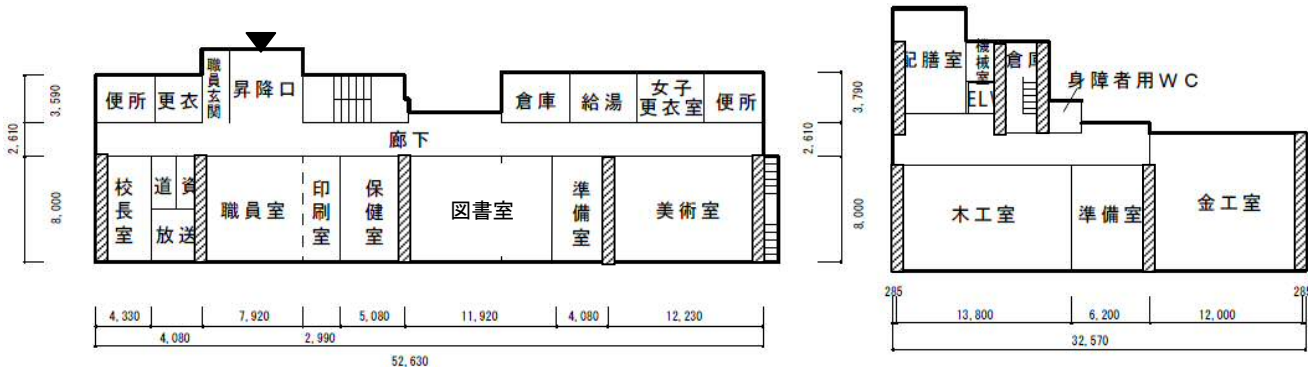 職員玄関
昇降口
便所
更衣
倉庫
給湯
女子
更衣室
便所
3,590
2,610
8,000
廊下
校長室
道
資
放送
職員室
印刷室
保健室
図書室
準備室
美術室
4,330
7,920
5,080
11,920
4,080
12,230
4,080
2,990
52,630
配膳室
機械室
倉庫
身障者用WC
3,790
2,610
8,000
木工室
準備室
金工室
285
13,800
6,200
12,000
32,570